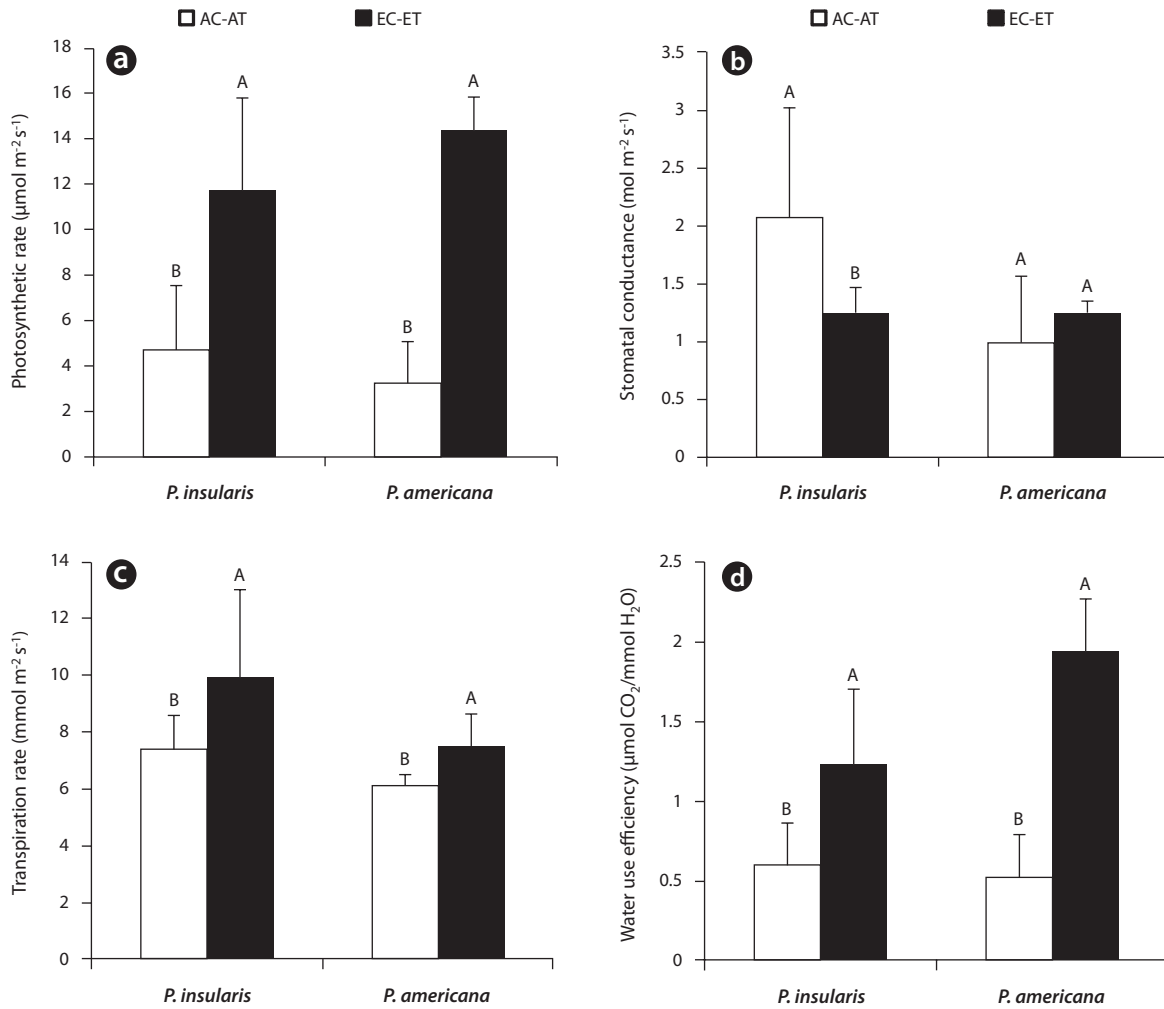 AC-AT EC-ET
a
Photosynthetic rate (µmol m⁻² s⁻¹)
18
16
14
12
10
8
6
4
2
0
B
A
B
A
P. insularis
P. americana
b
Stomatal conductance (mol m⁻² s⁻¹)
3.5
3
2.5
2
1.5
1
0.5
0
A
B
A
A
P. insularis
P. americana
AC-AT EC-ET
c
Transpiration rate (mmol m⁻² s⁻¹)
14
12
10
8
6
4
2
0
B
A
B
A
P. insularis
P. americana
d
Water use efficiency (µmol CO₂/mmol H₂O)
2.5
2
1.5
1
0.5
0
B
A
B
A
P. insularis
P. americana